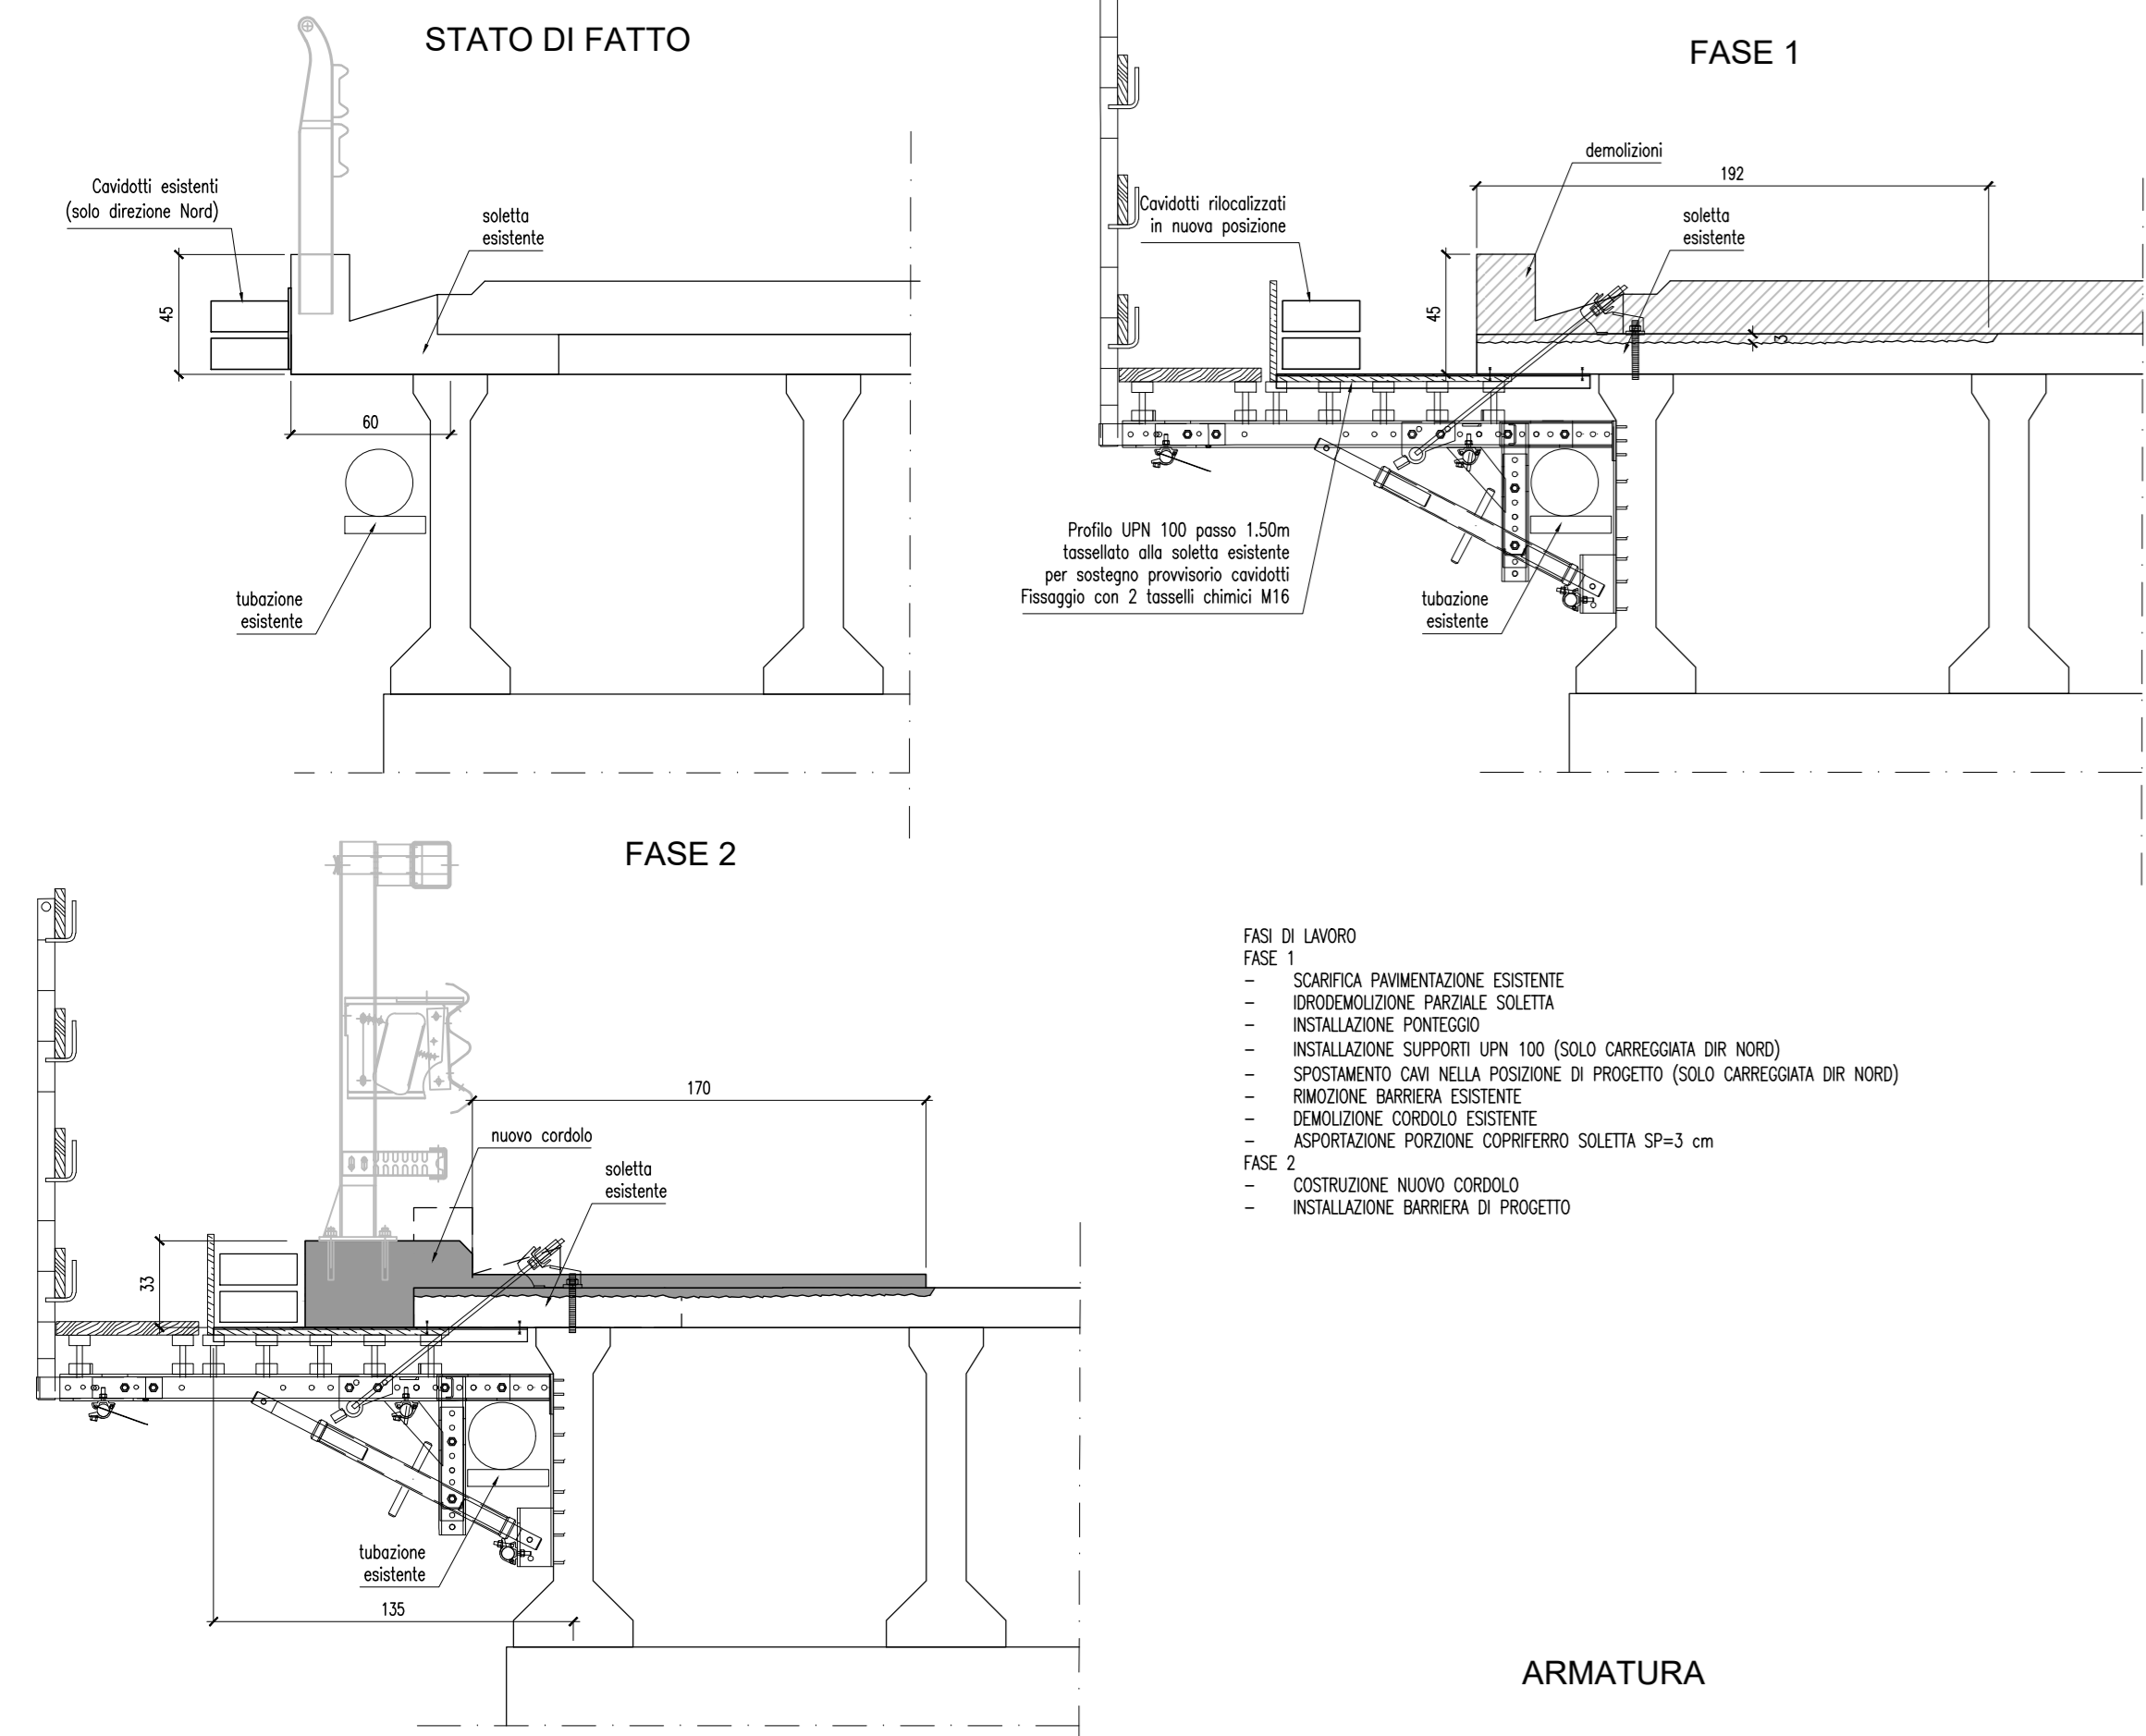 STATO DI FATTO
Cavidotti esistenti
(solo direzione Nord)
soletta
esistente
45
60
tubazione
esistente
FASE 1
demolizioni
192
Cavidotti rilocalizzati
in nuova posizione
soletta
esistente
45
3
Profilo UPN 100 passo 1.50m
tassellato alla soletta esistente
per sostegno provvisorio cavidotti
Fissaggio con 2 tasselli chimici M16
tubazione
esistente
FASE 2
170
nuovo cordolo
soletta
esistente
33
tubazione
esistente
135
FASI DI LAVORO
FASE 1
- SCARIFICA PAVIMENTAZIONE ESISTENTE
- IDRODEMOLIZIONE PARZIALE SOLETTA
- INSTALLAZIONE PONTEGGIO
- INSTALLAZIONE SUPPORTI UPN 100 (SOLO CARREGGIATA DIR NORD)
- SPOSTAMENTO CAVI NELLA POSIZIONE DI PROGETTO (SOLO CARREGGIATA DIR NORD)
- RIMOZIONE BARRIERA ESISTENTE
- DEMOLIZIONE CORDOLO ESISTENTE
- ASPORTAZIONE PORZIONE COPRIFERRO SOLETTA SP=3 cm
FASE 2
- COSTRUZIONE NUOVO CORDOLO
- INSTALLAZIONE BARRIERA DI PROGETTO
ARMATURA